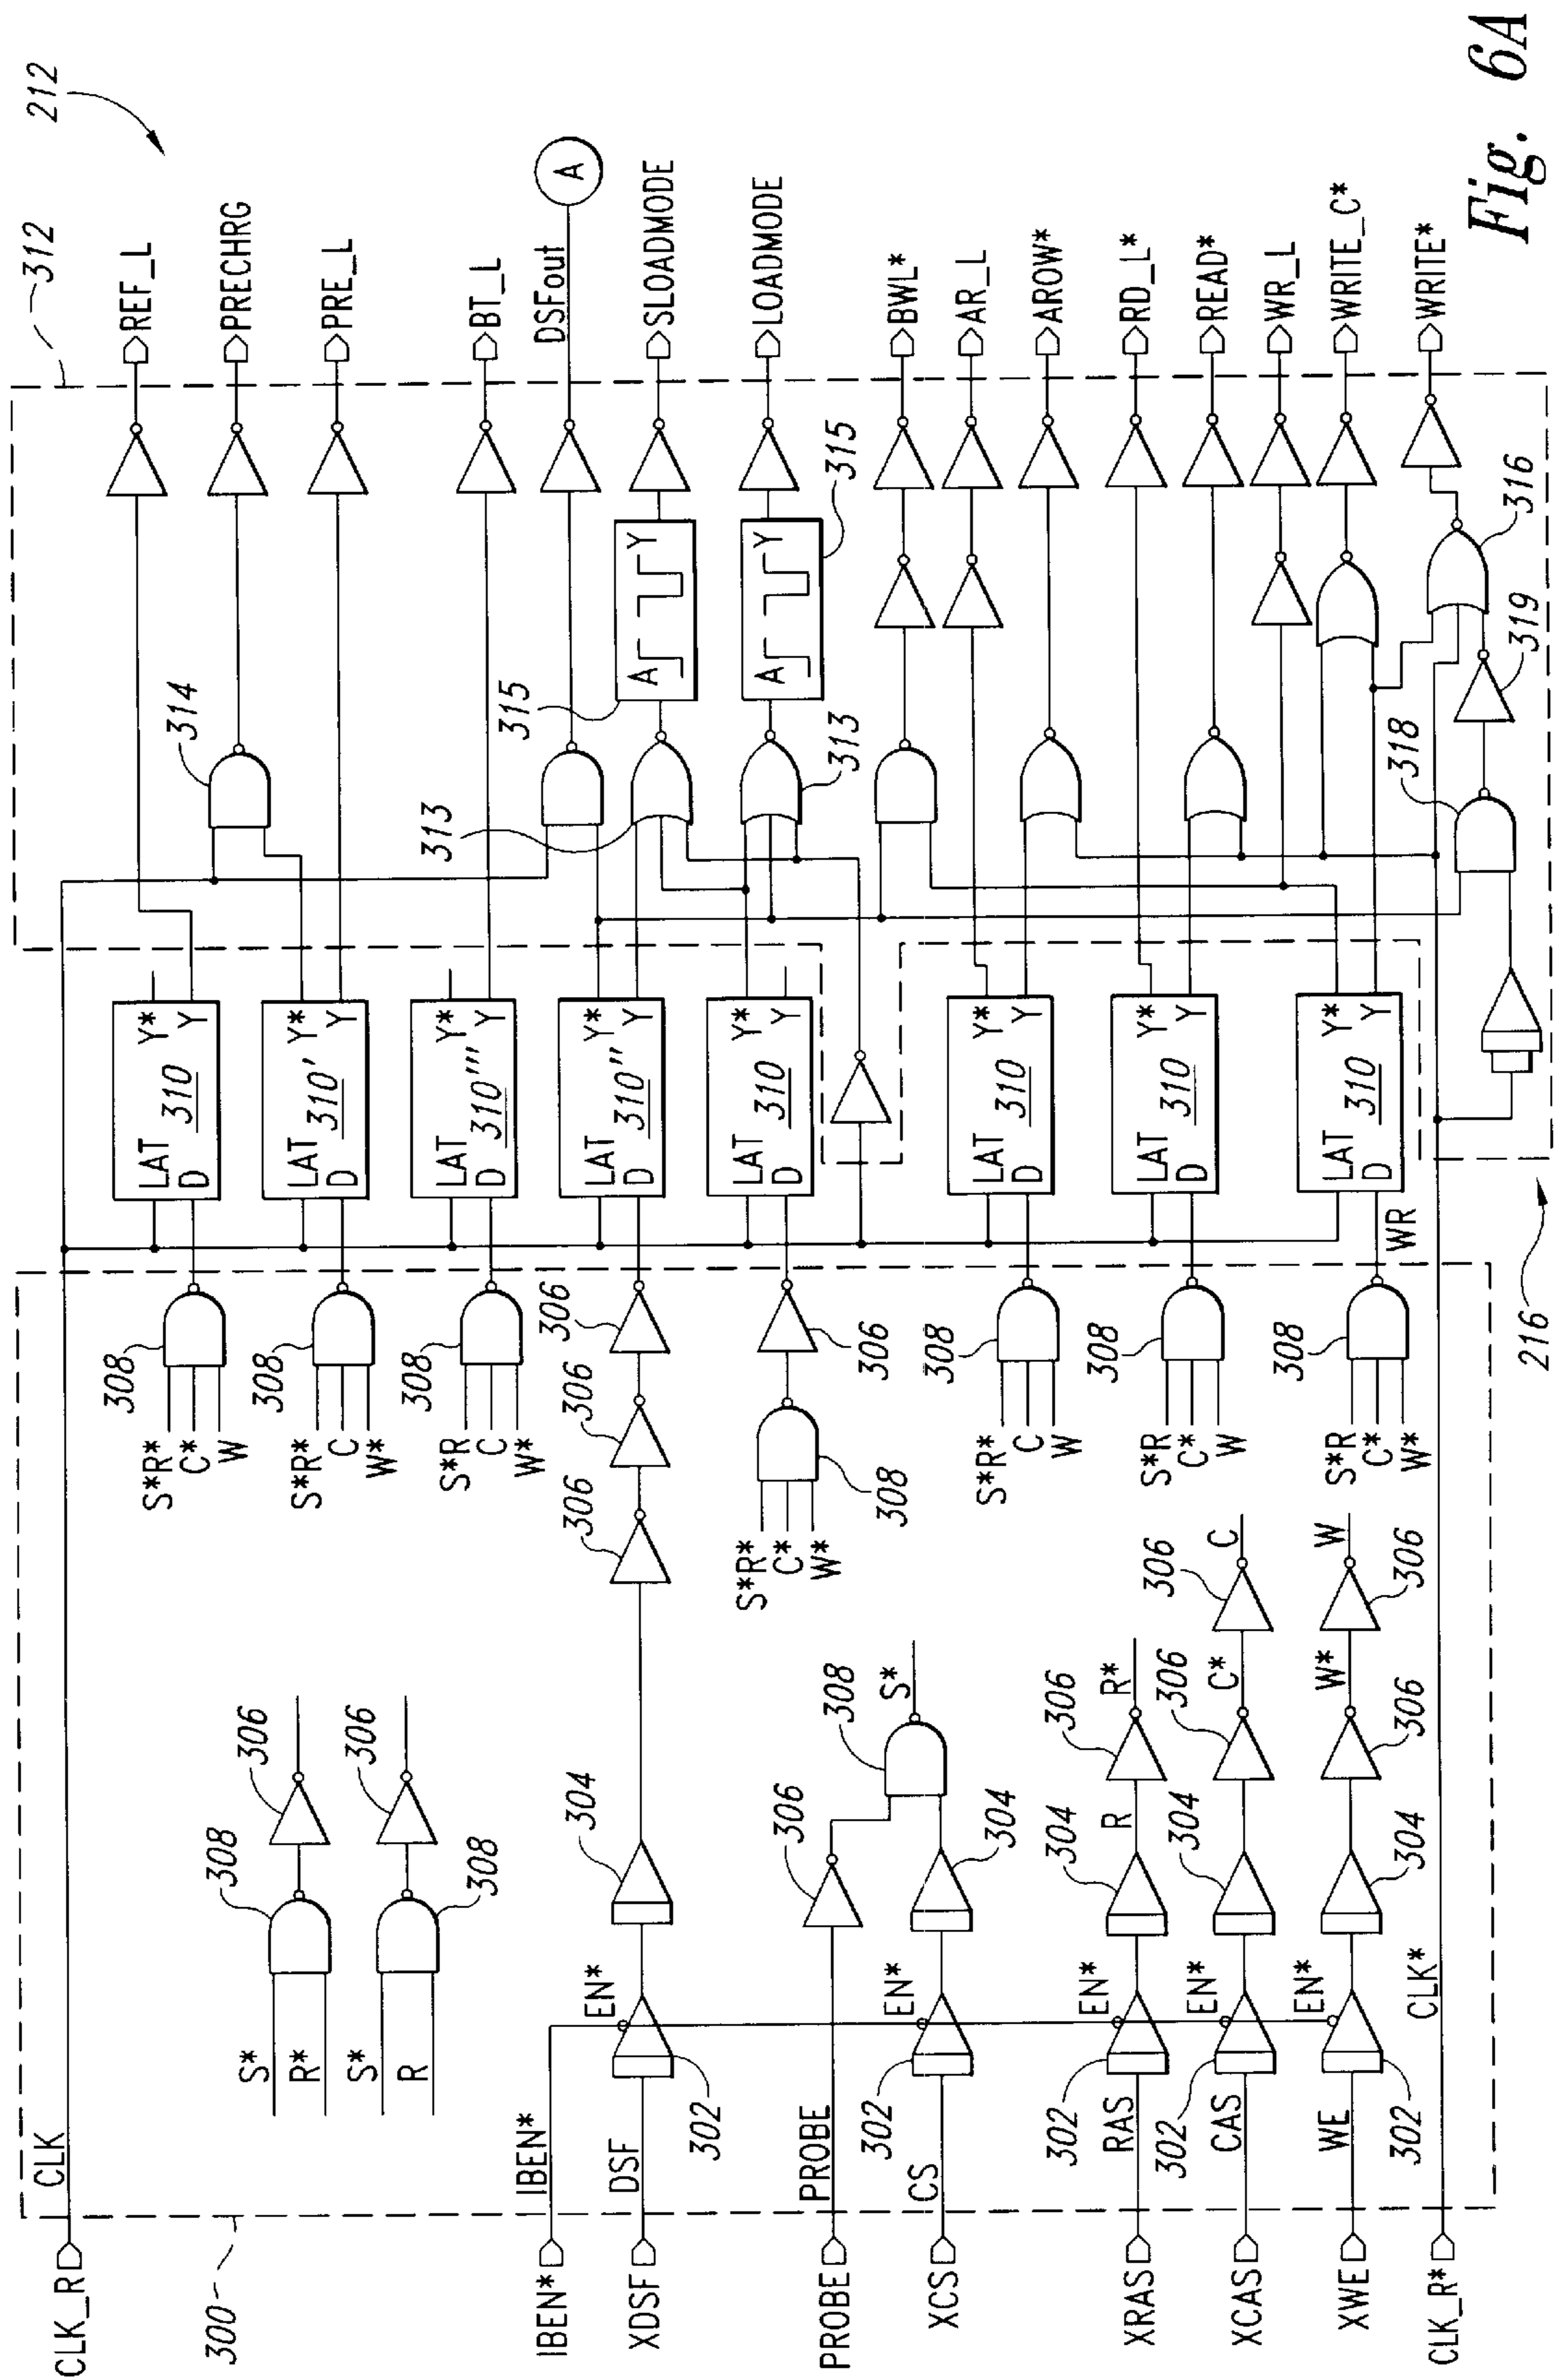 212
312
REF_L
PRECHRG
PRE_L
BT_L
DSFout
A
SLOADMODE
LOADMODE
BWL*
AR_L
AROW*
RD_L*
READ*
WR_L
WRITE_C*
WRITE*
314
315
A Y
A Y
315
313
313
316
319
318
LAT Y*
D 310 Y
LAT Y*
D 310' Y
LAT Y*
D 310''' Y
LAT Y*
D 310'' Y
LAT Y*
D 310 Y
LAT Y*
D 310 Y
LAT Y*
D 310 Y
LAT Y*
D 310 Y
WR
216
308
S*R*
C*
W
308
S*R*
C
W*
308
S*R
C
W*
306
306
306
306
S*R*
C*
W*
308
308
S*R*
C
W
308
S*R
C*
W
308
S*R
C*
W*
CLK
S*
R*
308
306
S*
R
308
306
IBEN*
DSF
EN*
302
304
PROBE
306
308
S*
CS
302
EN*
304
RAS
302
EN*
304
R
306
R*
CAS
302
EN*
304
306
C*
306
C
WE
302
EN*
304
306
W*
306
W
CLK*
300
CLK_R
IBEN*
XDSF
PROBE
XCS
XRAS
XCAS
XWE
CLK_R*
Fig. 6A